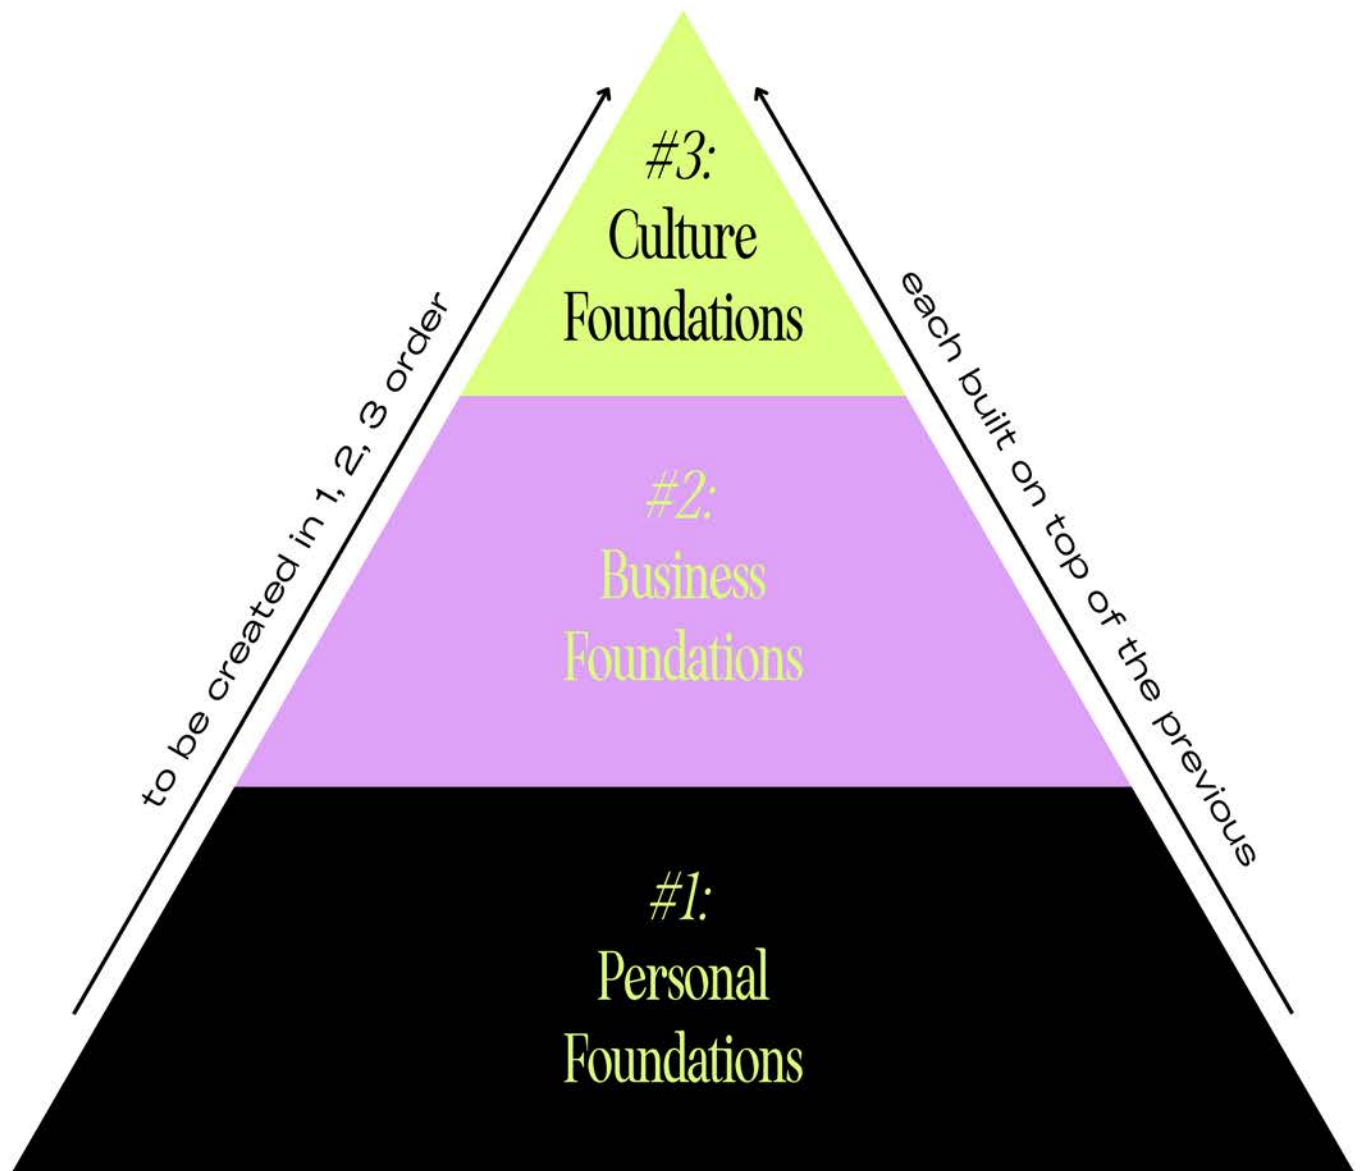 #3:
Culture
Foundations
to be created in 1, 2, 3 order
each built on top of the previous
#2:
Business
Foundations
#1:
Personal
Foundations